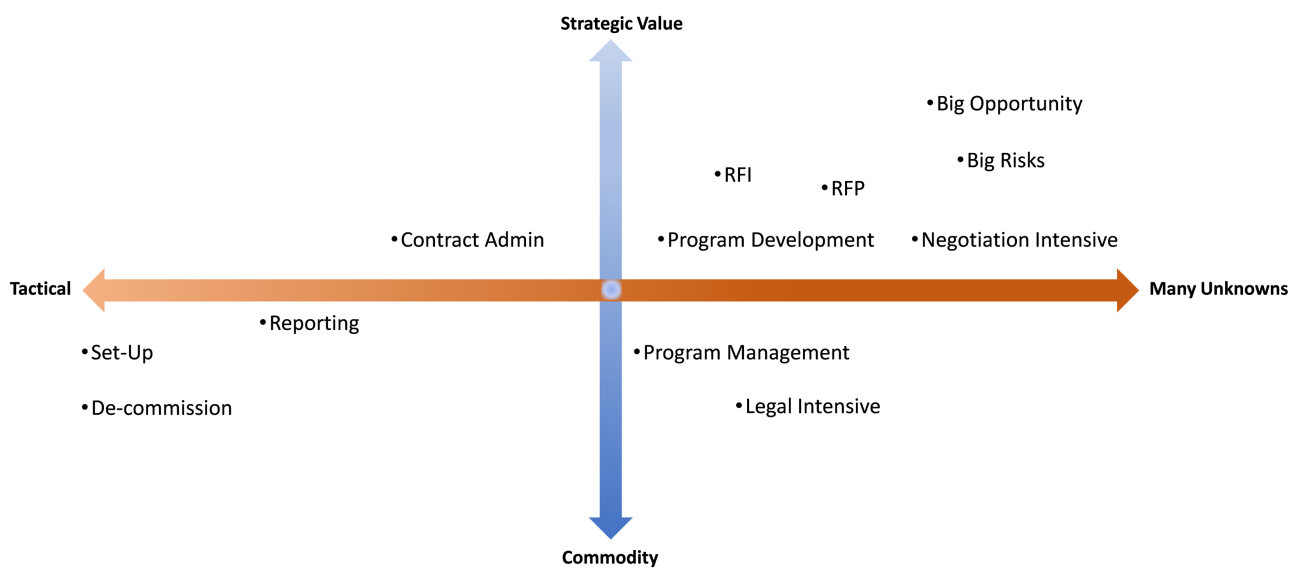 Strategic Value
•Big Opportunity
•Big Risks
•RFI
•RFP
•Contract Admin
•Program Development
•Negotiation Intensive
Tactical
Many Unknowns
•Reporting
•Set-Up
•Program Management
•De-commission
•Legal Intensive
Commodity